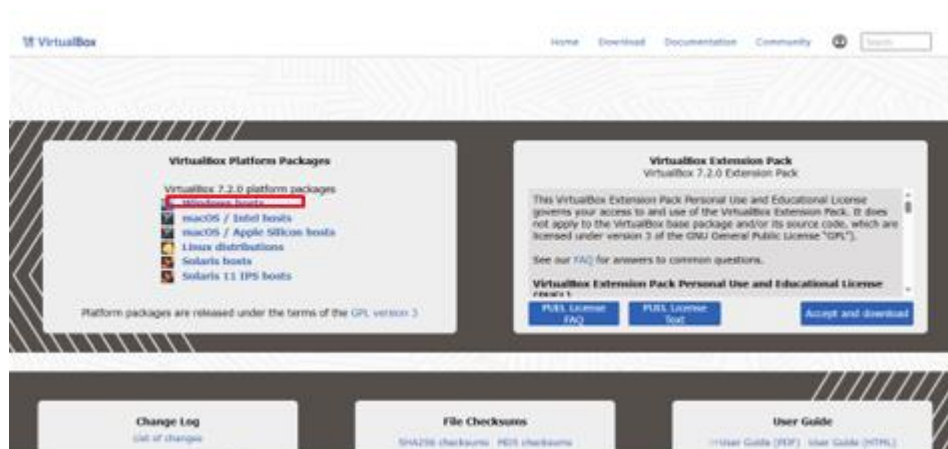 VirtualBox
Home Download Documentation Community Search
VirtualBox Platform Packages
VirtualBox 7.2.0 platform packages
Windows hosts
macOS / Intel hosts
macOS / Apple Silicon hosts
Linux distributions
Solaris hosts
Solaris 11 IPS hosts
Platform packages are released under the terms of the GPL version 3
VirtualBox Extension Pack
VirtualBox 7.2.0 Extension Pack
This VirtualBox Extension Pack Personal Use and Educational License
governs your access to and use of the VirtualBox Extension Pack. It does
not apply to the VirtualBox base package and/or its source code, which are
licensed under version 3 of the GNU General Public License "GPL").
See our FAQ for answers to common questions.
VirtualBox Extension Pack Personal Use and Educational License
PUEL License
FAQ
PUEL License
Text
Accept and download
Change Log
List of changes
File Checksums
SHA256 checksums MD5 checksums
User Guide
User Guide (PDF) User Guide (HTML)